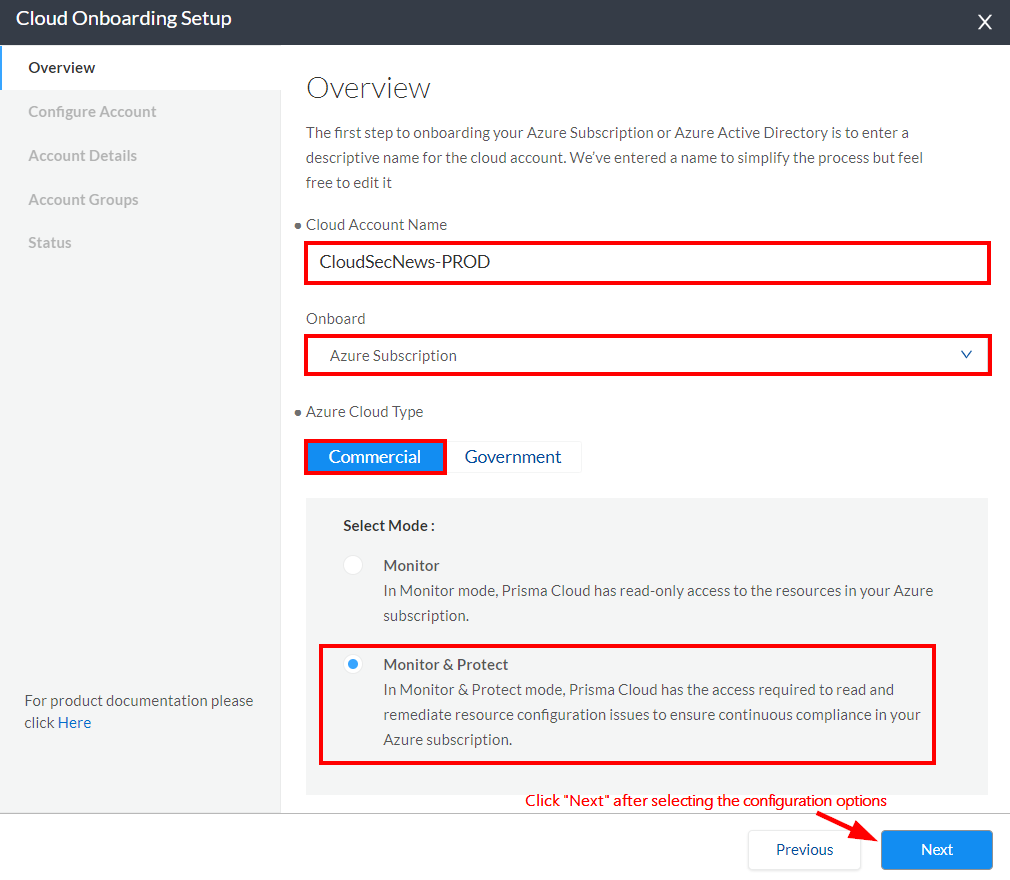 Cloud Onboarding Setup
X
Overview
Configure Account
Account Details
Account Groups
Status
For product documentation please
click Here
Overview
The first step to onboarding your Azure Subscription or Azure Active Directory is to enter a
descriptive name for the cloud account. We've entered a name to simplify the process but feel
free to edit it
• Cloud Account Name
CloudSecNews-PROD
Onboard
Azure Subscription
• Azure Cloud Type
Commercial
Government
Select Mode :
Monitor
In Monitor mode, Prisma Cloud has read-only access to the resources in your Azure
subscription.
Monitor & Protect
In Monitor & Protect mode, Prisma Cloud has the access required to read and
remediate resource configuration issues to ensure continuous compliance in your
Azure subscription.
Click "Next" after selecting the configuration options
Previous
Next